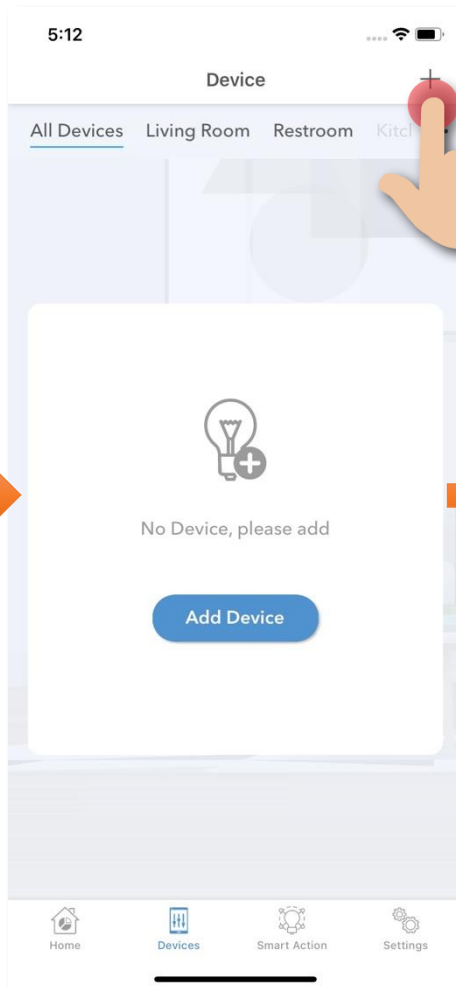 5:12
Device
All Devices Living Room Restroom
No Device, please add
Add Device
Home Devices Smart Action Settings